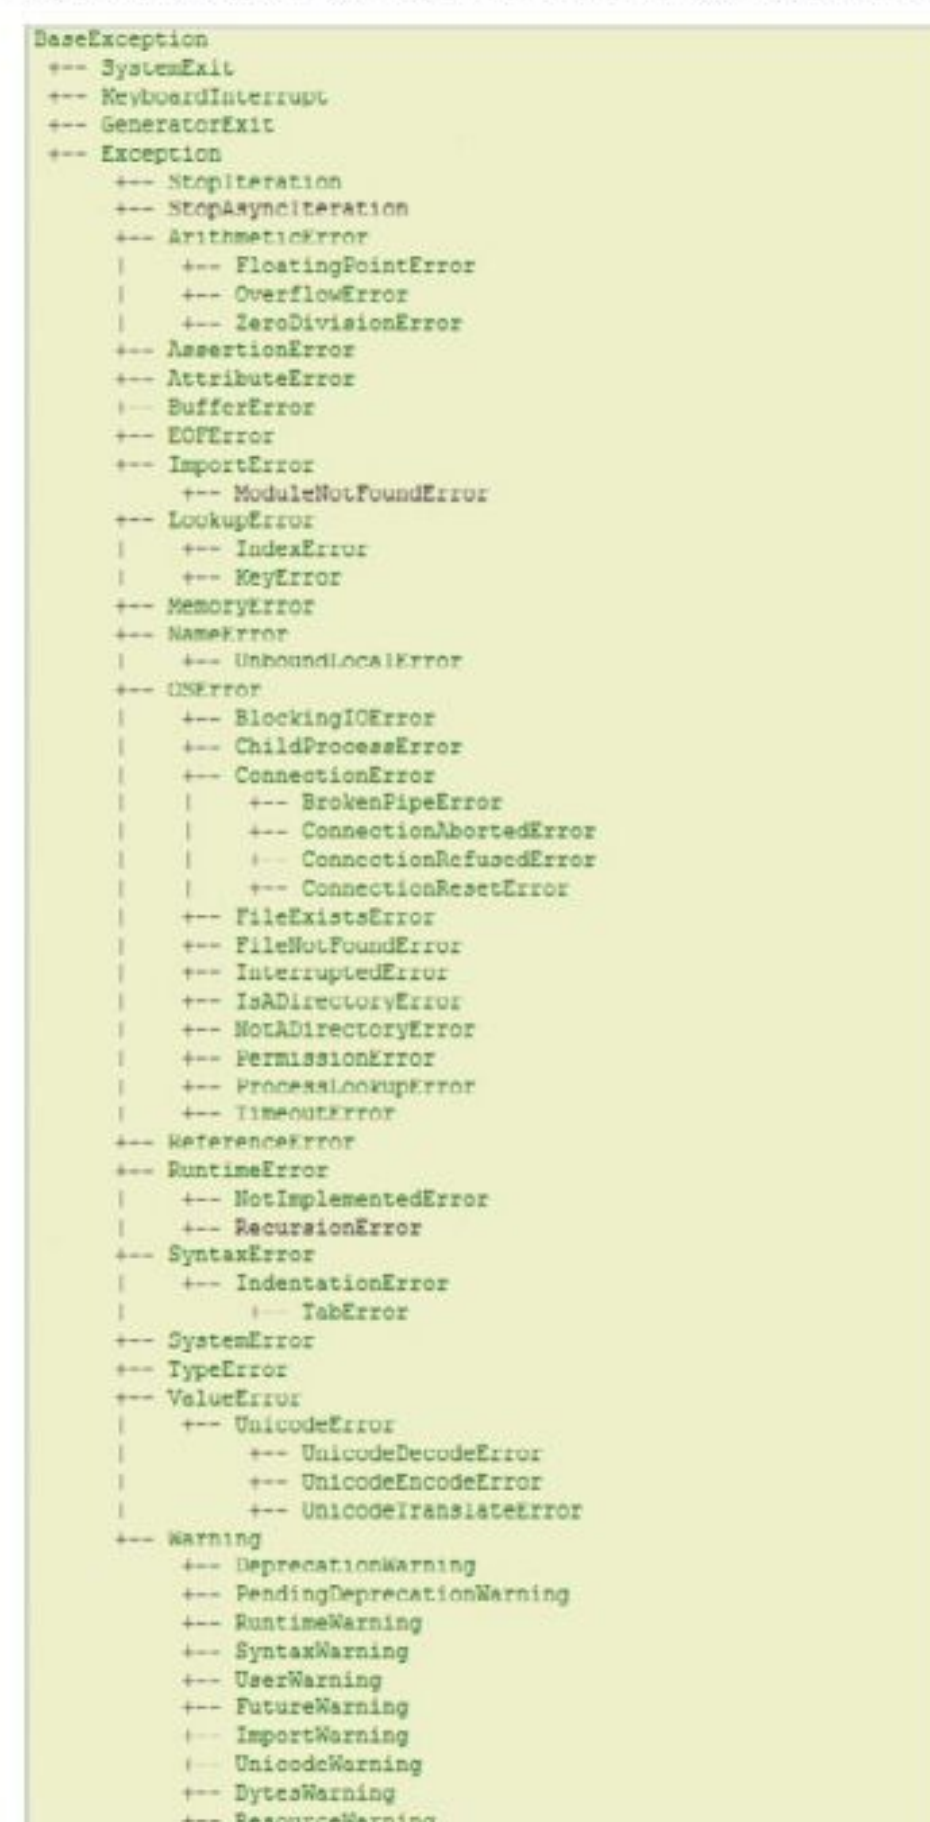 BaseException
 +-- SystemExit
 +-- KeyboardInterrupt
 +-- GeneratorExit
 +-- Exception
      +-- StopIteration
      +-- StopAsyncIteration
      +-- ArithmeticError
      |    +-- FloatingPointError
      |    +-- OverflowError
      |    +-- ZeroDivisionError
      +-- AssertionError
      +-- AttributeError
      +-- BufferError
      +-- EOFError
      +-- ImportError
           +-- ModuleNotFoundError
      +-- LookupError
      |    +-- IndexError
      |    +-- KeyError
      +-- MemoryError
      +-- NameError
      |    +-- UnboundLocalError
      +-- OSError
      |    +-- BlockingIOError
      |    +-- ChildProcessError
      |    +-- ConnectionError
      |    |    +-- BrokenPipeError
      |    |    +-- ConnectionAbortedError
      |    |    +-- ConnectionRefusedError
      |    |    +-- ConnectionResetError
      |    +-- FileExistsError
      |    +-- FileNotFoundError
      |    +-- InterruptedError
      |    +-- IsADirectoryError
      |    +-- NotADirectoryError
      |    +-- PermissionError
      |    +-- ProcessLookupError
      |    +-- TimeoutError
      +-- ReferenceError
      +-- RuntimeError
      |    +-- NotImplementedError
      |    +-- RecursionError
      +-- SyntaxError
      |    +-- IndentationError
      |         +-- TabError
      +-- SystemError
      +-- TypeError
      +-- ValueError
      |    +-- UnicodeError
      |         +-- UnicodeDecodeError
      |         +-- UnicodeEncodeError
      |         +-- UnicodeTranslateError
      +-- Warning
           +-- DeprecationWarning
           +-- PendingDeprecationWarning
           +-- RuntimeWarning
           +-- SyntaxWarning
           +-- UserWarning
           +-- FutureWarning
           +-- ImportWarning
           +-- UnicodeWarning
           +-- BytesWarning
           +-- ResourceWarning